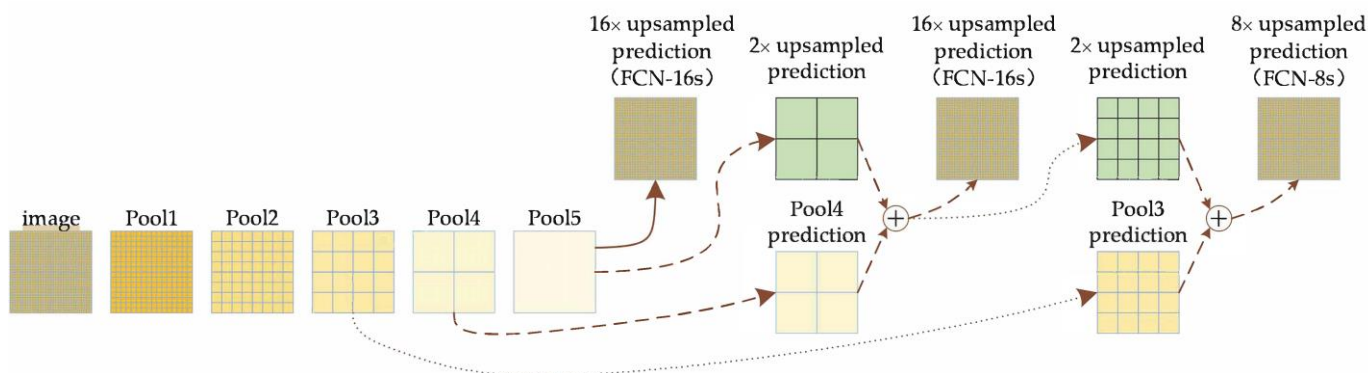 16× upsampled
prediction
(FCN-16s)
2× upsampled
prediction
16× upsampled
prediction
(FCN-16s)
2× upsampled
prediction
8× upsampled
prediction
(FCN-8s)
image
Pool1
Pool2
Pool3
Pool4
Pool5
Pool4
prediction
Pool3
prediction